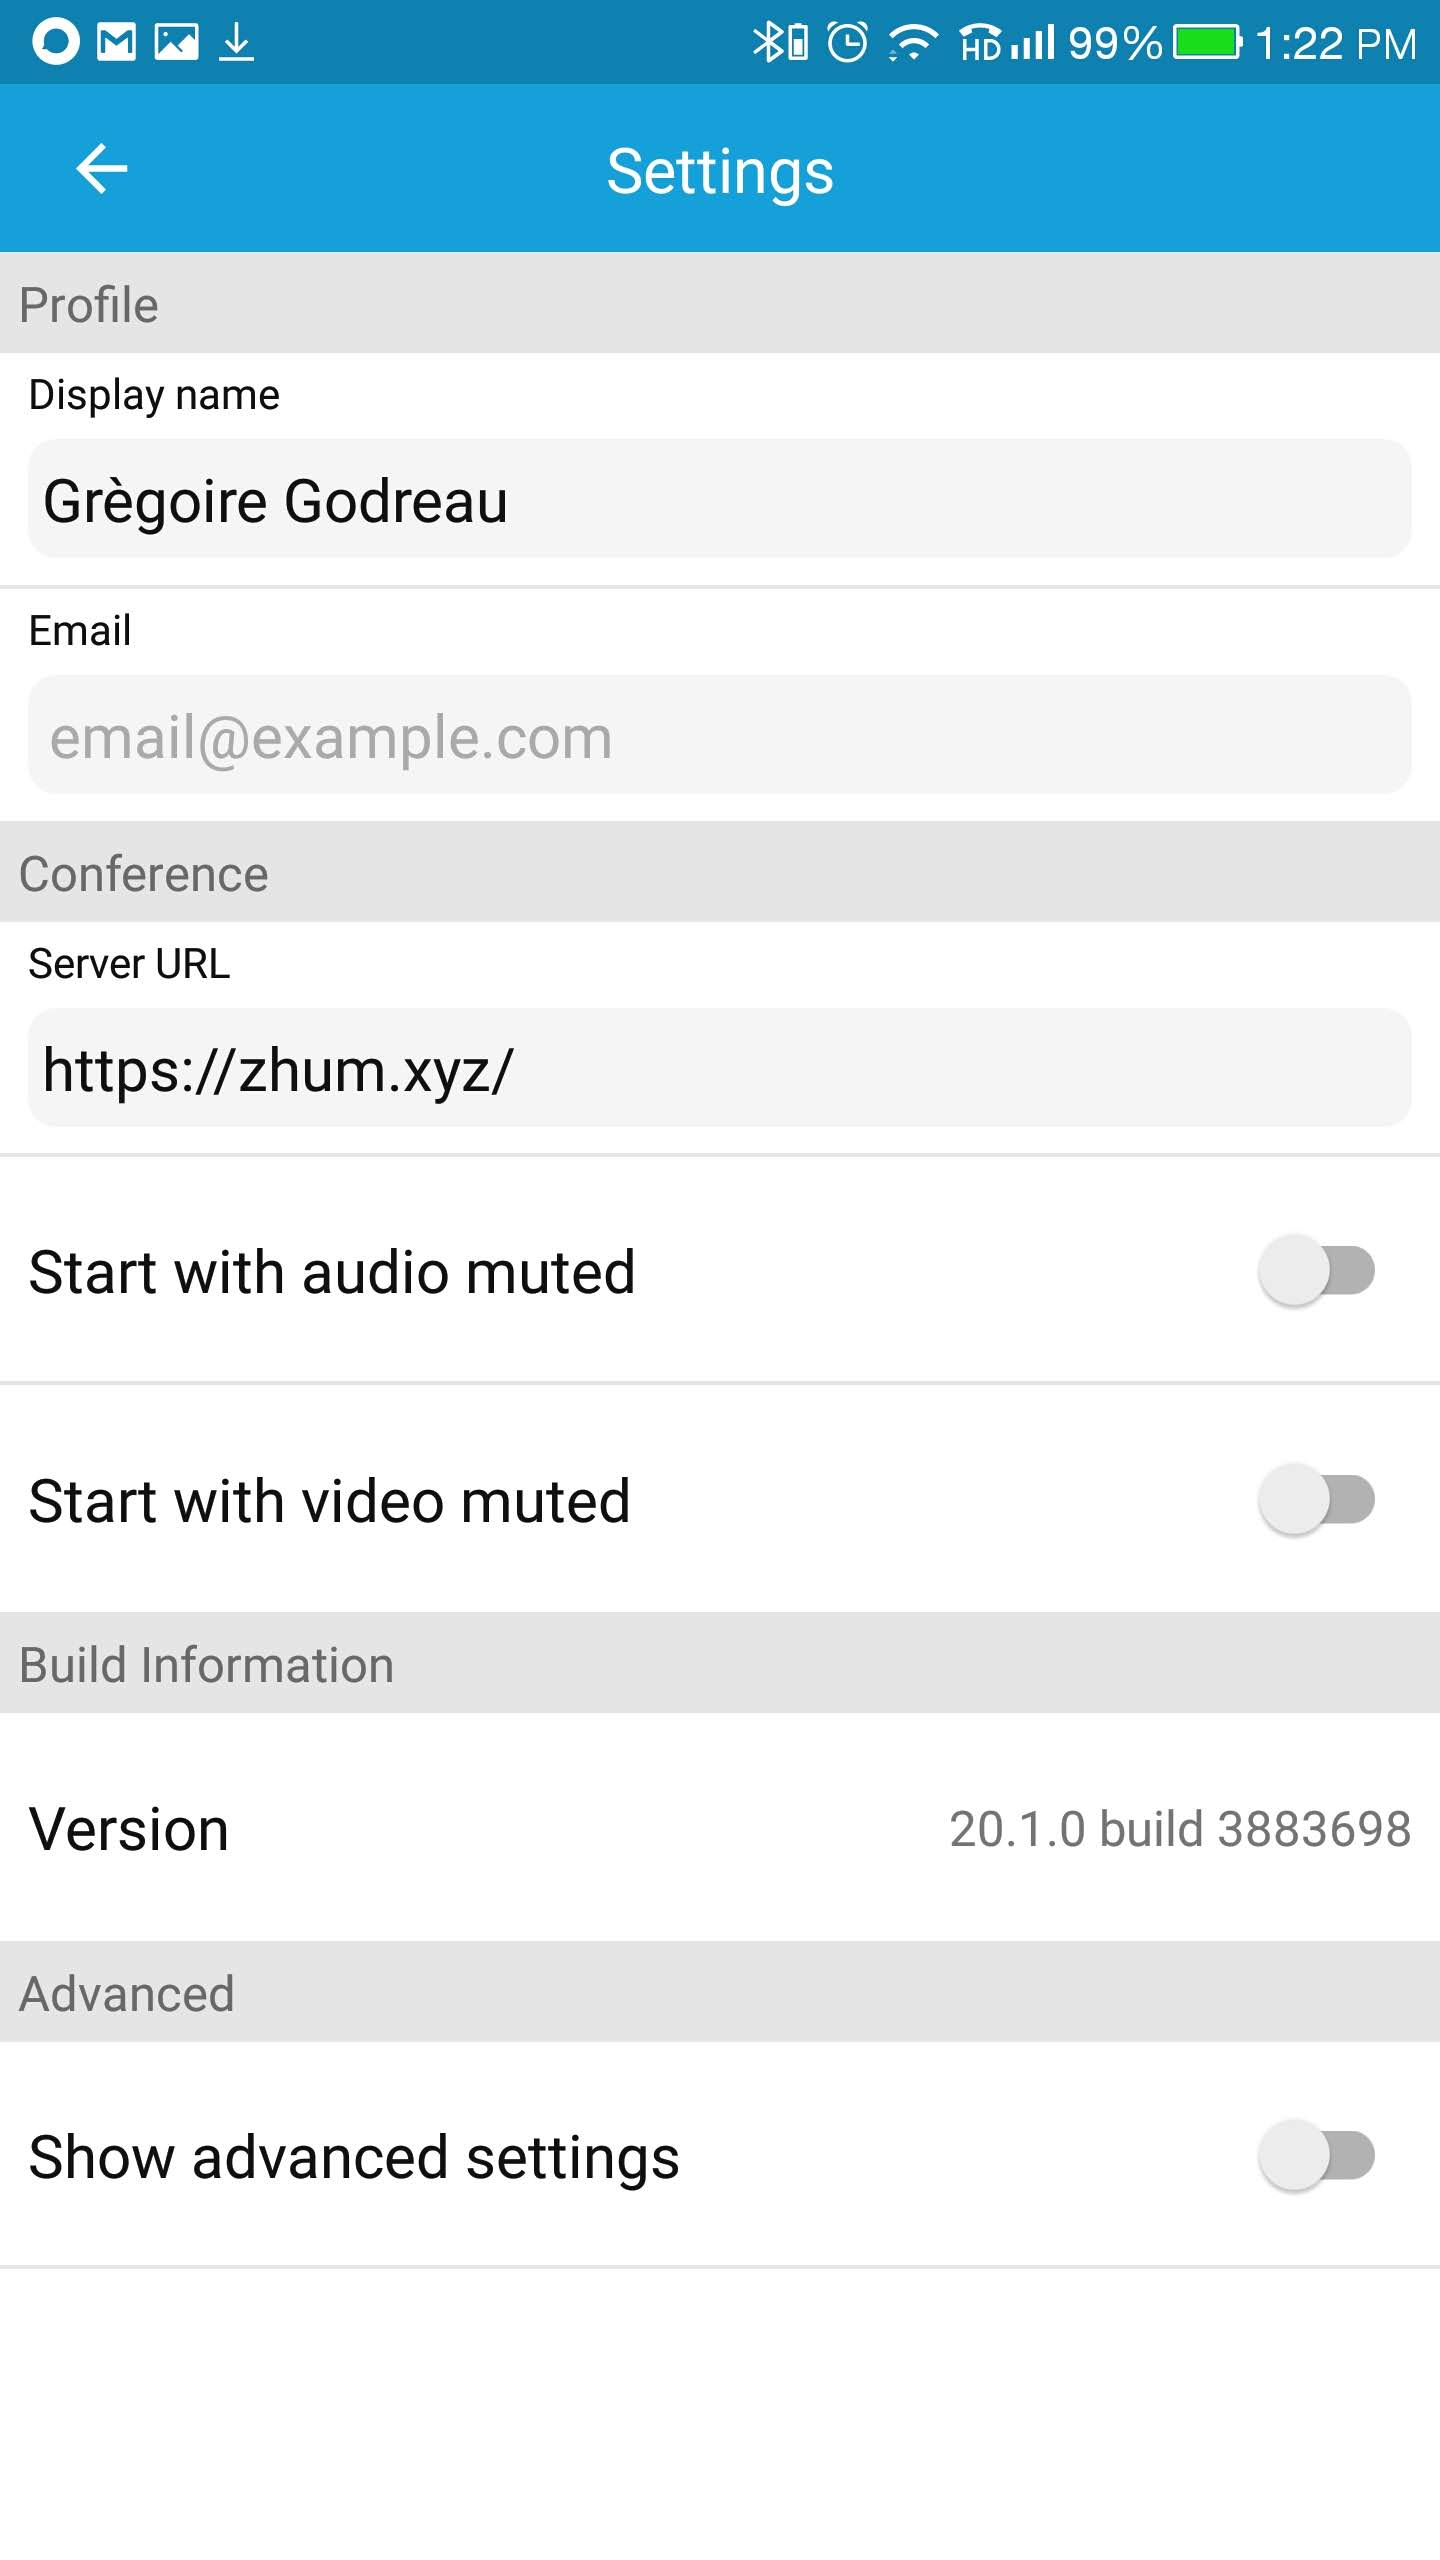 HD 99% 1:22 PM
Settings
Profile
Display name
Grègoire Godreau
Email
email@example.com
Conference
Server URL
https://zhum.xyz/
Start with audio muted
Start with video muted
Build Information
Version 20.1.0 build 3883698
Advanced
Show advanced settings